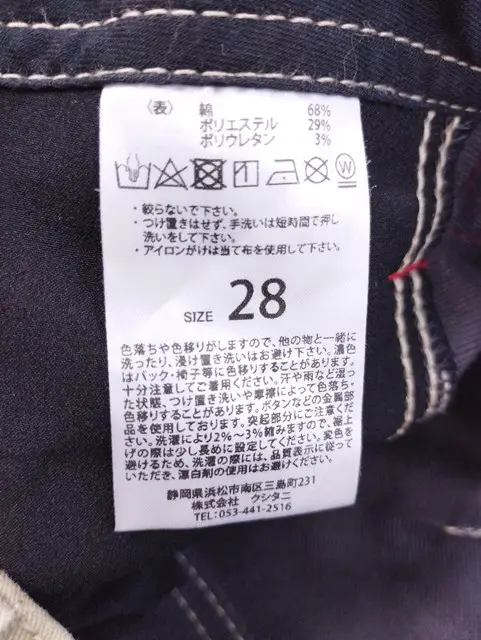 〈表〉 綿 68%
ポリエステル 29%
ポリウレタン 3%
・絞らないで下さい。
・つけ置きはせず、手洗いは短時間で押し
洗いをして下さい。
・アイロンがけは当て布を使用して下さい。
SIZE 28
色落ちや色移りがしますので、他の物と一緒に
洗ったり、浸け置き洗いはお避け下さい。濃色
はバック・椅子等に色移りすることがあります。
十分注意してご着用ください。汗や雨など湿っ
た状態、つけ置き洗いや摩擦によって色落ち・
色移りすることがあります。ボタンなどの金属部
品を使用しております。突起部分にご注意くだ
さい。洗濯により2%〜3%縮みますので、裾上
げの際は少し長めに設定してください。変色を
避けるため、洗濯の際には、品質表示に従って
いただき、漂白剤の使用はお避けください。
静岡県浜松市南区三島町231
株式会社 クシタニ
TEL:053-441-2516